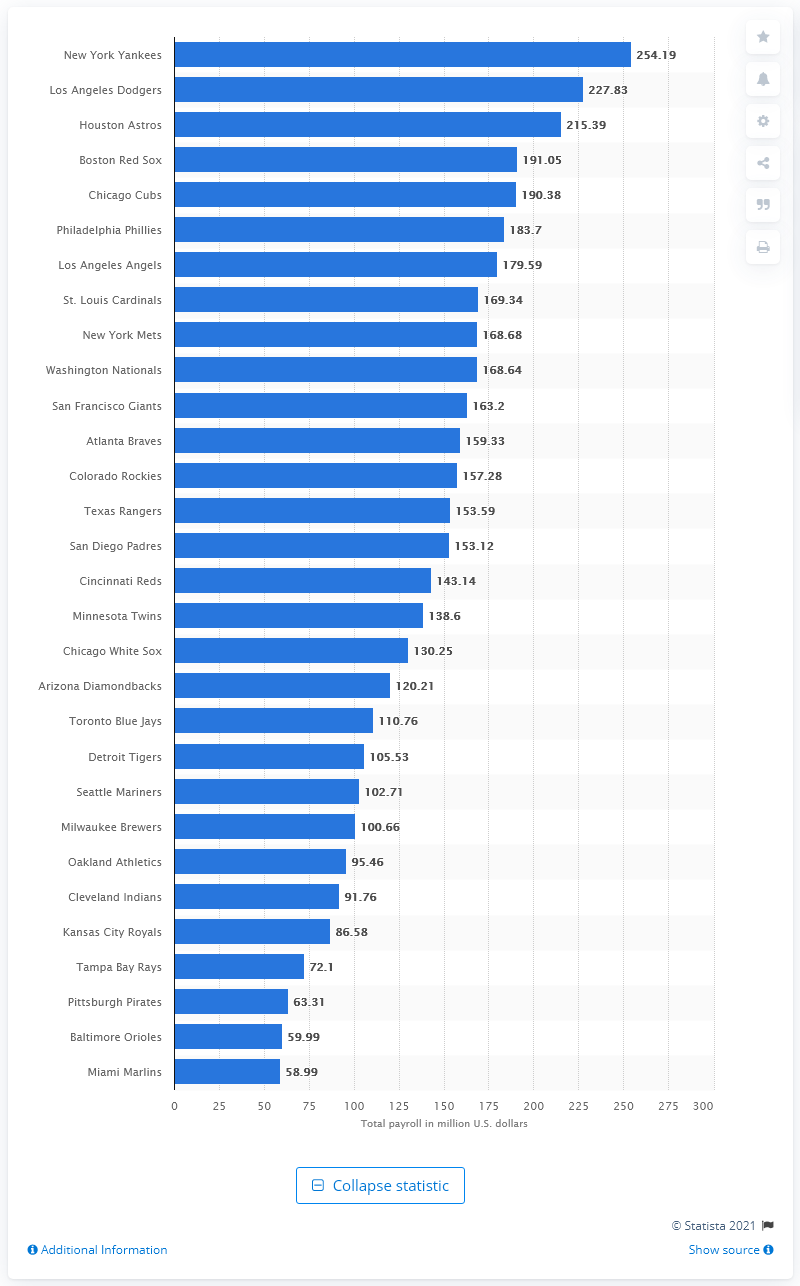 New York Yankees 254.19
Los Angeles Dodgers 227.83
Houston Astros 215.39
Boston Red Sox 191.05
Chicago Cubs 190.38
Philadelphia Phillies 183.7
Los Angeles Angels 179.59
St. Louis Cardinals 169.34
New York Mets 168.68
Washington Nationals 168.64
San Francisco Giants 163.2
Atlanta Braves 159.33
Colorado Rockies 157.28
Texas Rangers 153.59
San Diego Padres 153.12
Cincinnati Reds 143.14
Minnesota Twins 138.6
Chicago White Sox 130.25
Arizona Diamondbacks 120.21
Toronto Blue Jays 110.76
Detroit Tigers 105.53
Seattle Mariners 102.71
Milwaukee Brewers 100.66
Oakland Athletics 95.46
Cleveland Indians 91.76
Kansas City Royals 86.58
Tampa Bay Rays 72.1
Pittsburgh Pirates 63.31
Baltimore Orioles 59.99
Miami Marlins 58.99
0 25 50 75 100 125 150 175 200 225 250 275 300
Total payroll in million U.S. dollars
Collapse statistic
© Statista 2021
Additional Information Show source